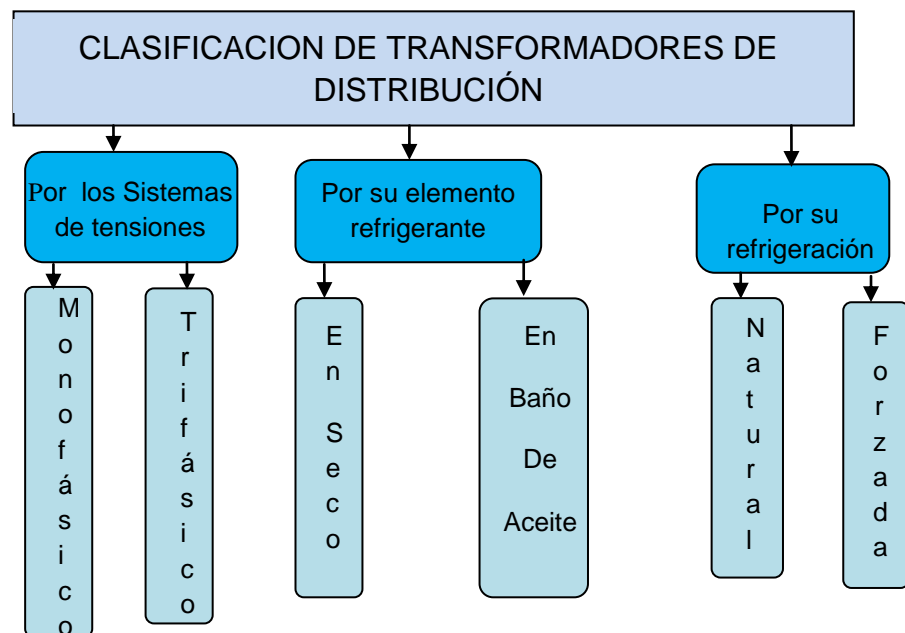 CLASIFICACION DE TRANSFORMADORES DE
DISTRIBUCIÓN
Por los Sistemas
de tensiones
Por su elemento
refrigerante
Por su
refrigeración
Monofásico
Trifásico
En Seco
En
Baño
De
Aceite
Natural
Forzada